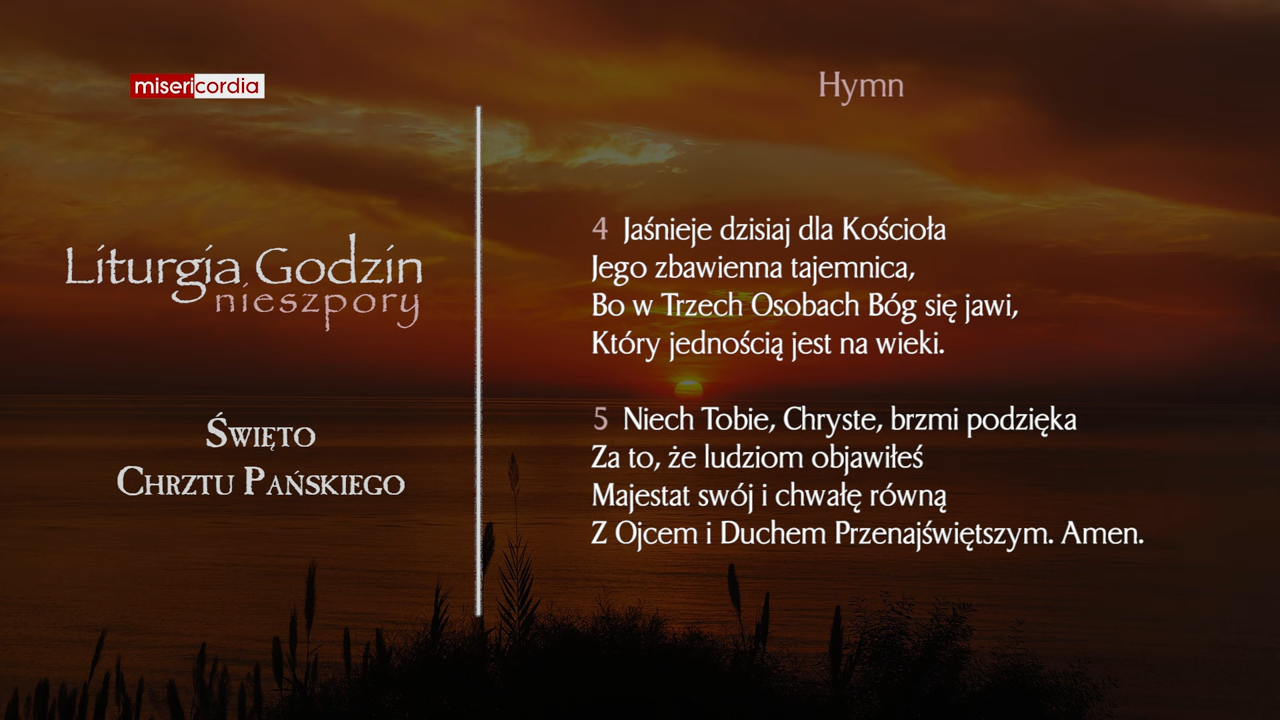 misericordia
Liturgia Godzin
nieszpory
Święto
Chrztu Pańskiego
Hymn
4 Jaśnieje dzisiaj dla Kościoła
Jego zbawienna tajemnica,
Bo w Trzech Osobach Bóg się jawi,
Który jednością jest na wieki.
5 Niech Tobie, Chryste, brzmi podzięka
Za to, że ludziom objawiłeś
Majestat swój i chwałę równą
Z Ojcem i Duchem Przenajświętszym. Amen.